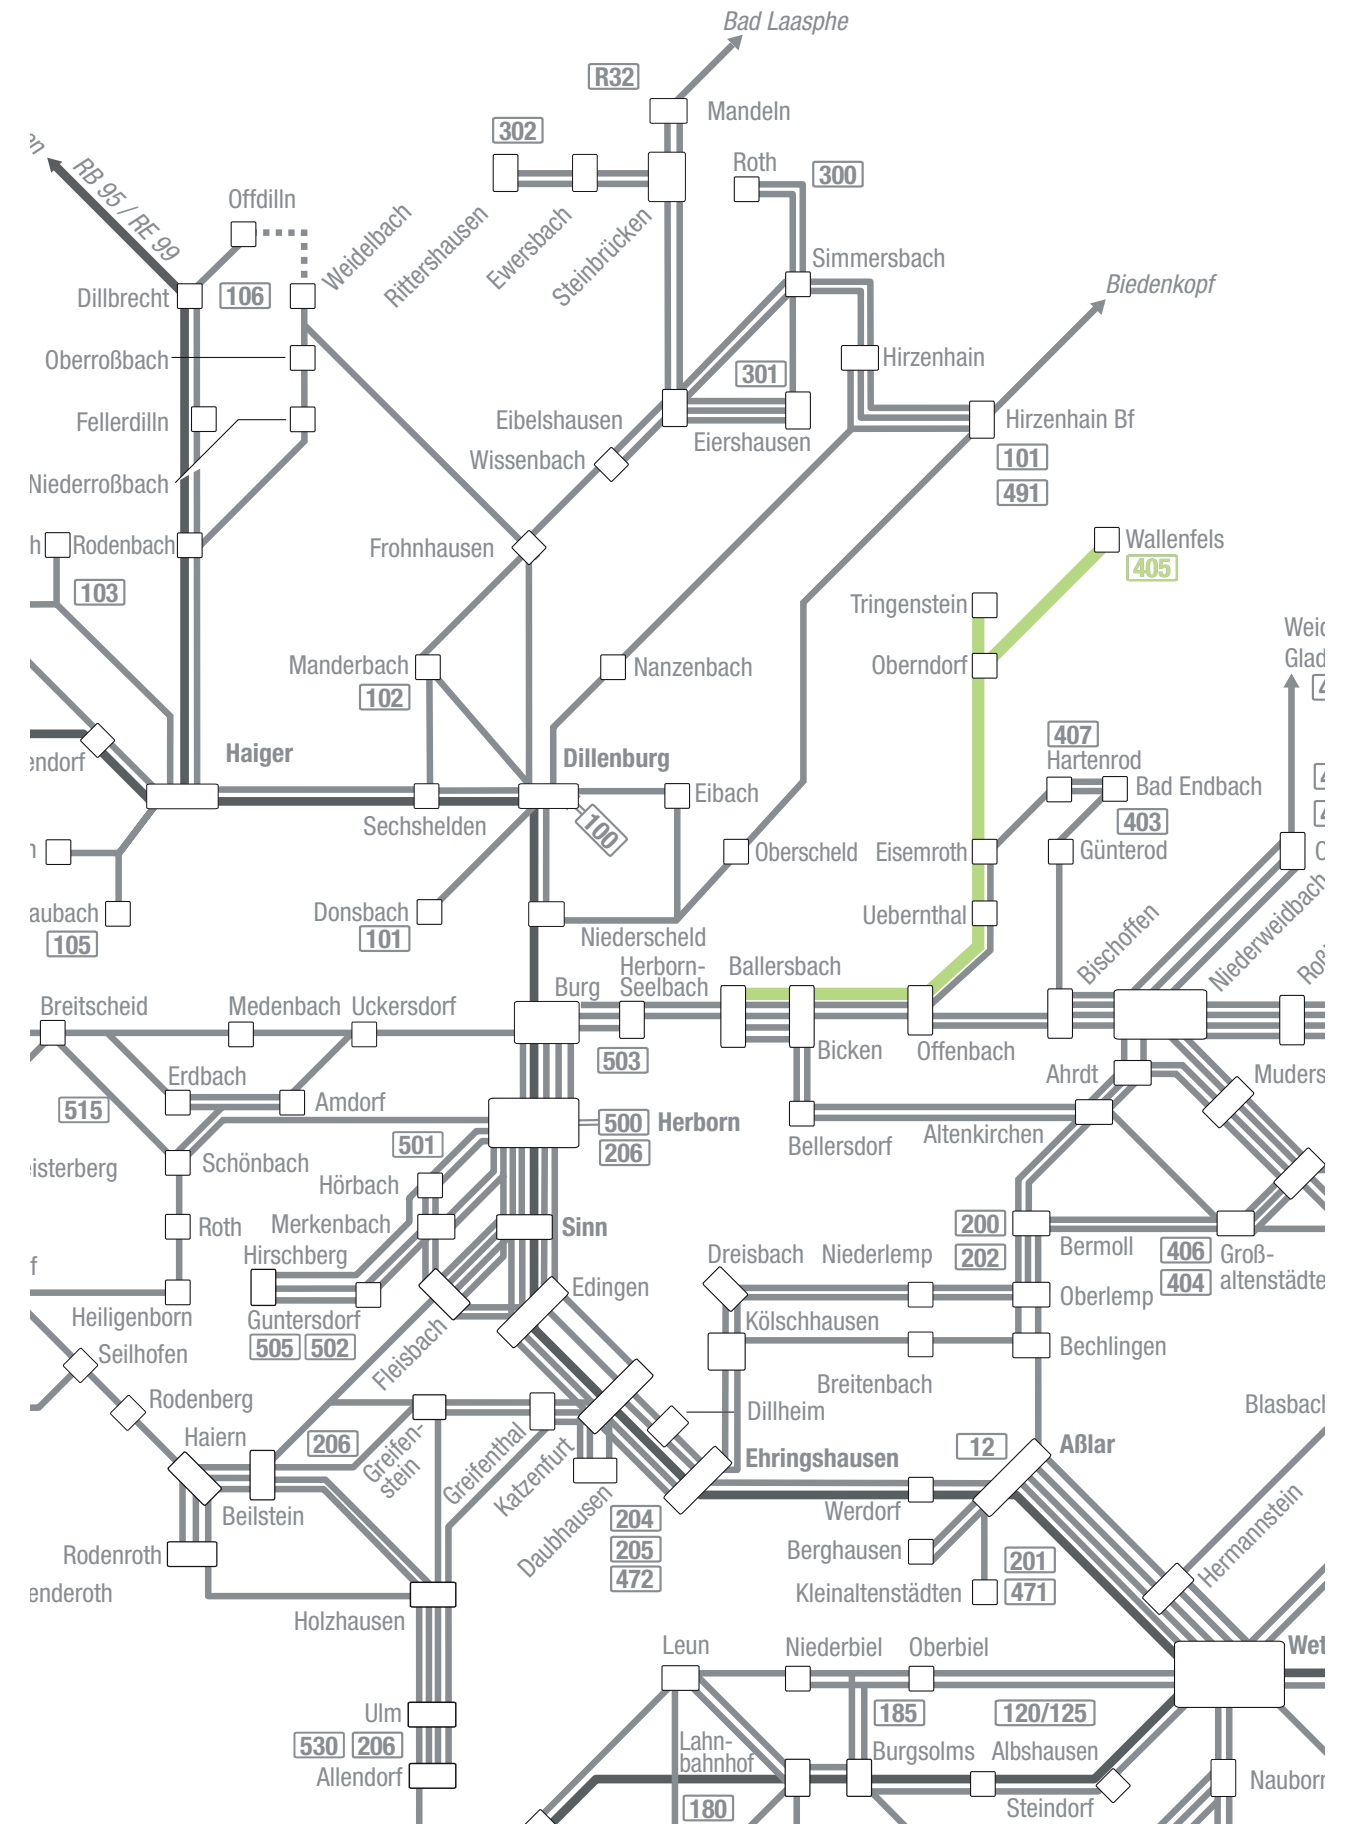 Bad Laasphe
R32
Mandeln
302
Roth
300
RB 95 / RE 99
Offdilln
Weidelbach
Rittershausen
Ewersbach
Steinbrücken
Simmersbach
Biedenkopf
Dillbrecht
106
Oberroßbach
Hirzenhain
301
Fellerdilln
Eibelshausen
Eiershausen
Hirzenhain Bf
Wissenbach
101
491
Niederroßbach
Rodenbach
Frohnhausen
Wallenfels
405
103
Tringenstein
Manderbach
102
Nanzenbach
Oberndorf
Haiger
Dillenburg
407
Hartenrod
Bad Endbach
403
Eibach
100
Sechshelden
Oberscheld
Eisemroth
Günterod
Donsbach
101
105
Niederscheld
Uebernthal
Bischoffen
Niederweidbach
Herborn-
Seelbach
Ballersbach
Burg
Breitscheid
Medenbach
Uckersdorf
503
Bicken
Offenbach
Erdbach
Amdorf
Ahrdt
515
500
Herborn
206
501
Bellersdorf
Altenkirchen
Schönbach
Hörbach
Roth
Merkenbach
Sinn
200
202
Bermoll
406
404
Groß-
Hirschberg
Dreisbach
Niederlemp
Edingen
Oberlemp
Heiligenborn
Guntersdorf
505
502
Kölschhausen
Bechlingen
Fleisbach
Seilhofen
Breitenbach
Rodenberg
Dillheim
Haiern
206
Greifen-
stein
Greifenthal
Katzenfurt
Daubhausen
Ehringshausen
12
Aßlar
Beilstein
Werdorf
204
205
472
Hermannstein
Rodenroth
Berghausen
201
471
Kleinaltenstädten
Holzhausen
Leun
Niederbiel
Oberbiel
Ulm
530
206
Allendorf
185
120/125
Lahn-
bahnhof
Burgsolms
Albshausen
180
Steindorf